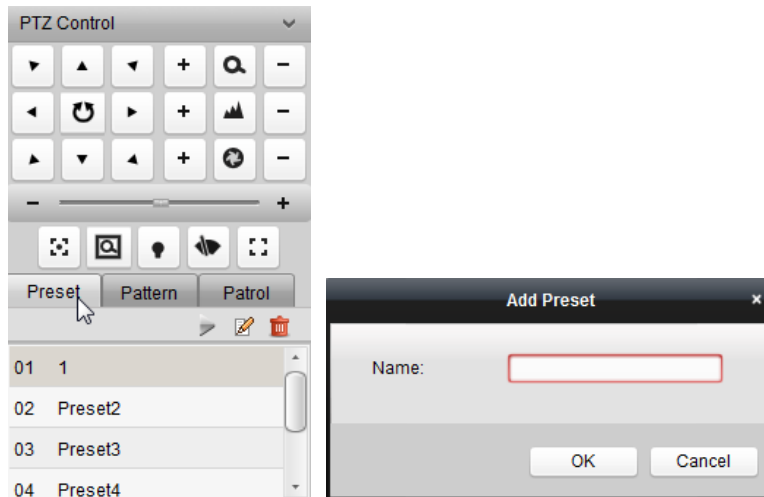 PTZ Control
Preset Pattern Patrol
01 1
02 Preset2
03 Preset3
04 Preset4
Add Preset
Name:
OK Cancel